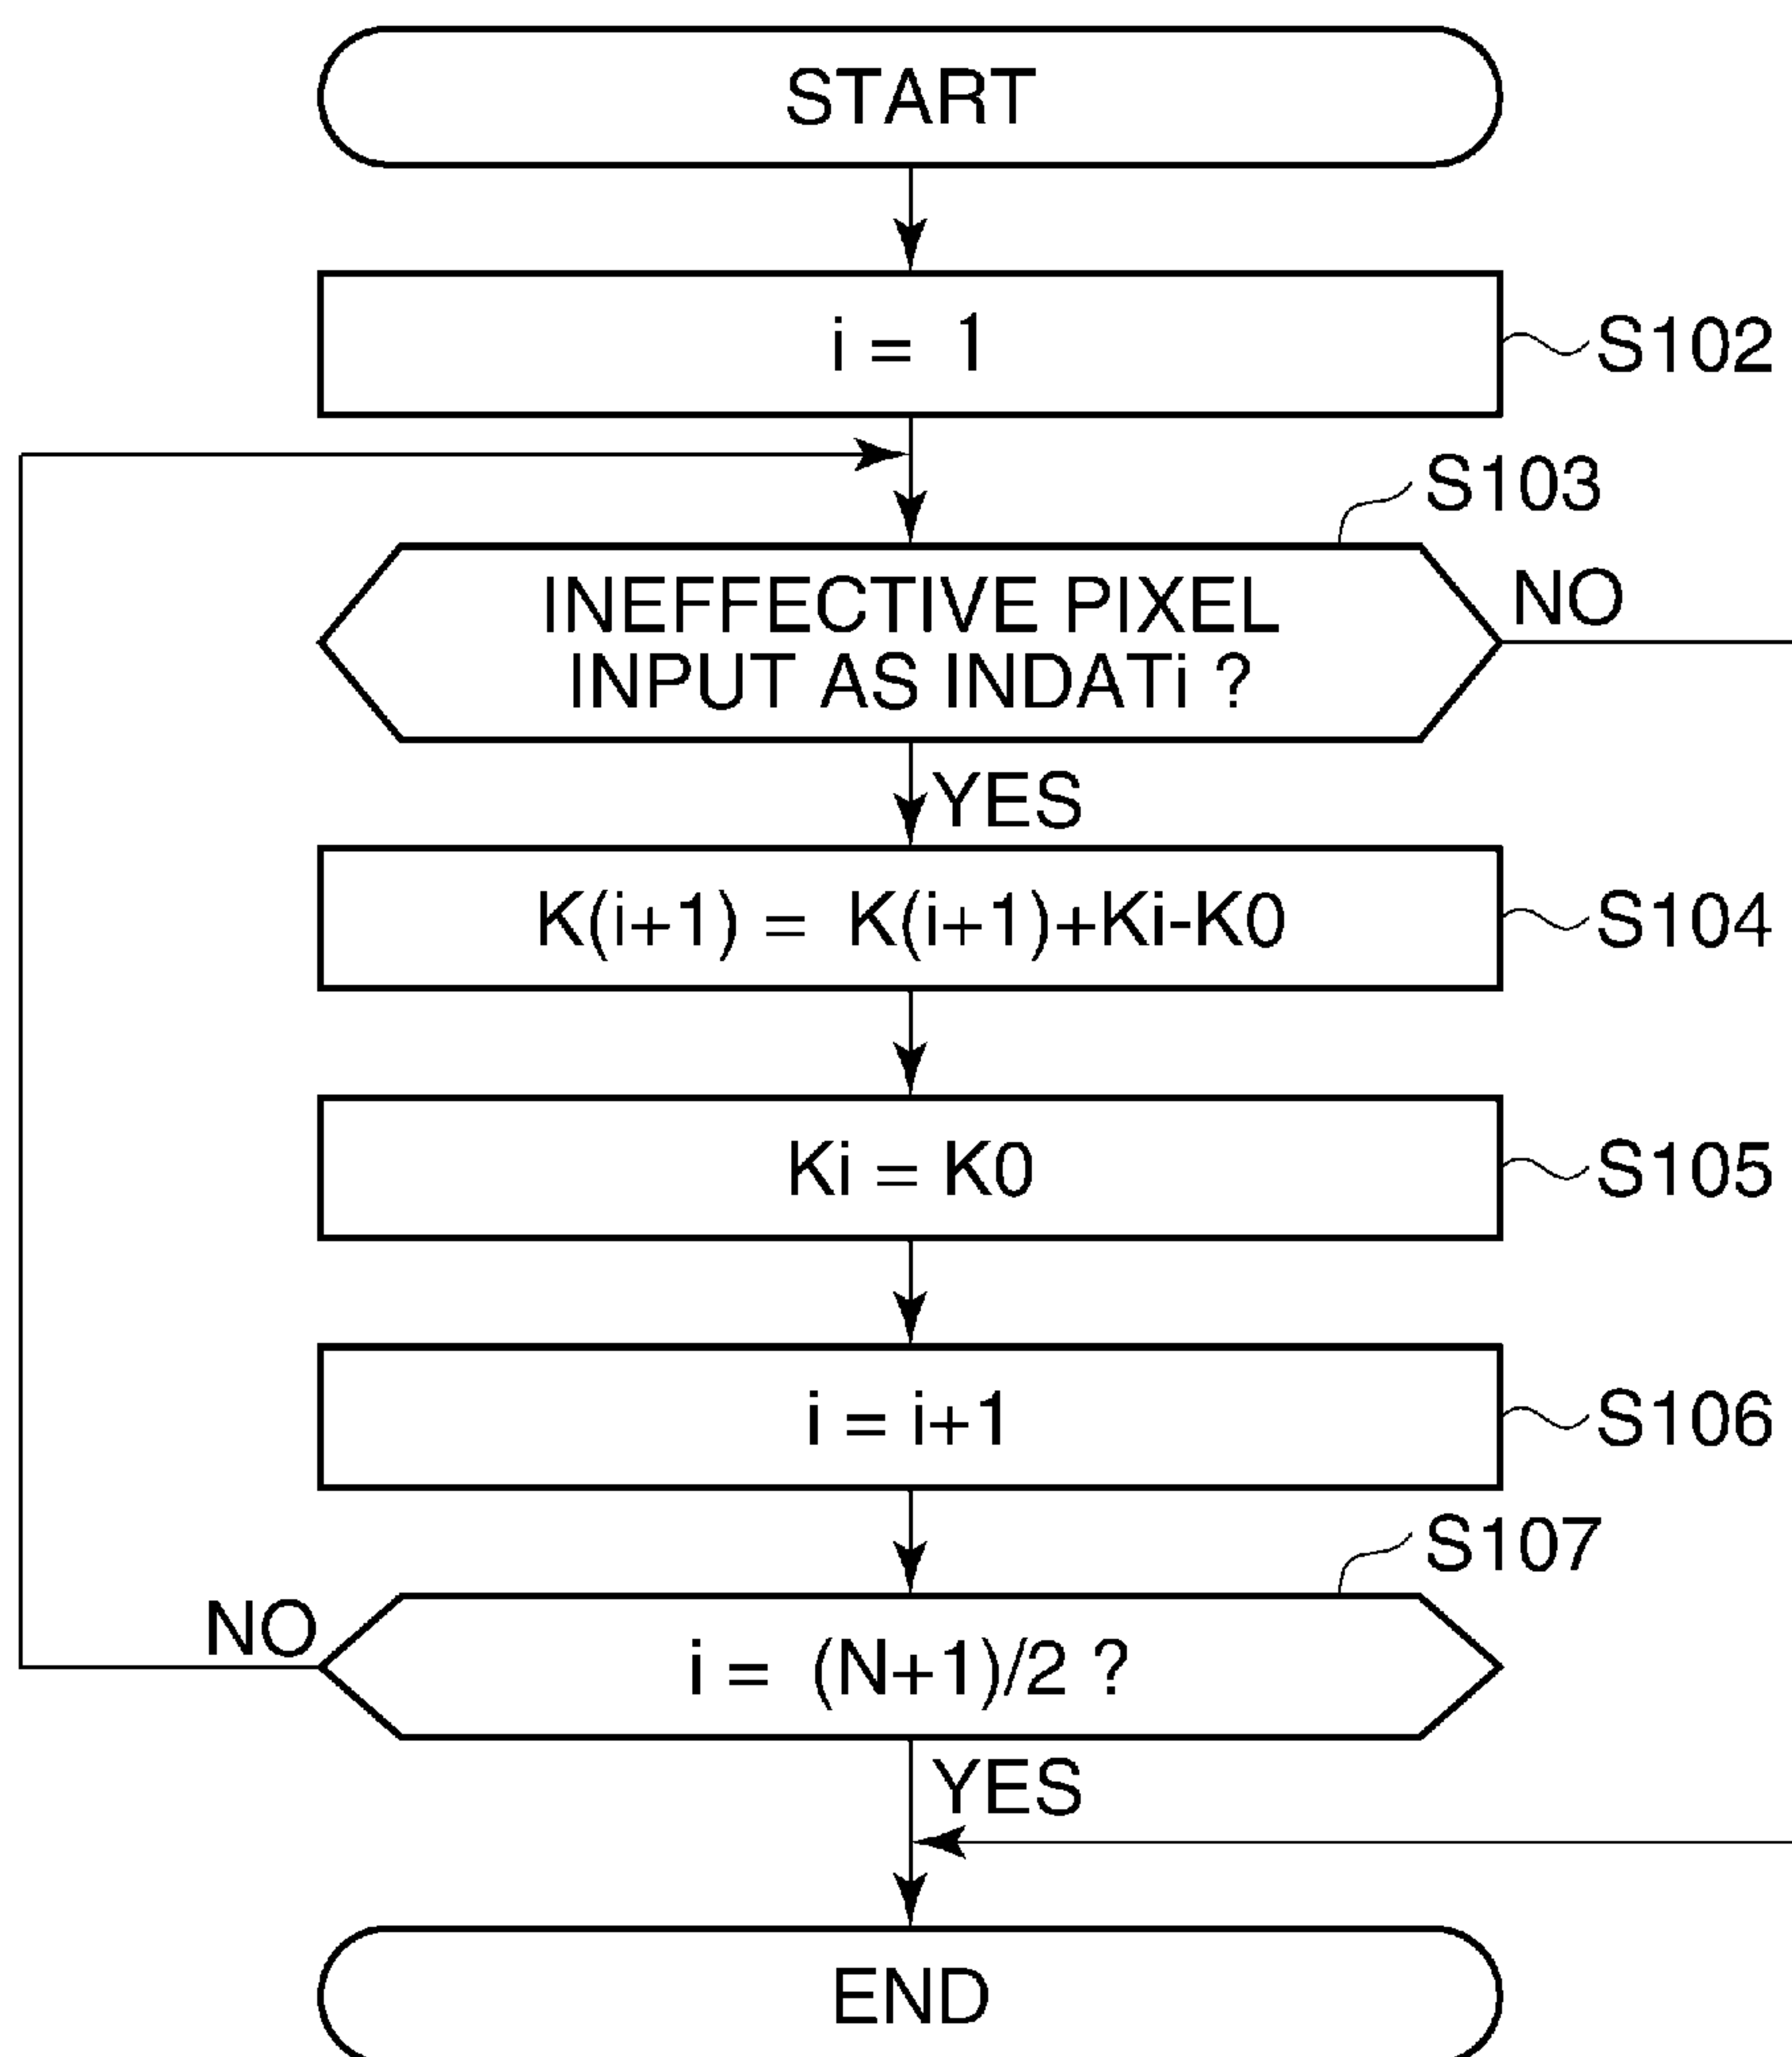 START
i = 1
S102
S103
INEFFECTIVE PIXEL
INPUT AS INDATi ?
NO
YES
K(i+1) = K(i+1)+Ki-K0
S104
Ki = K0
S105
i = i+1
S106
S107
NO
i = (N+1)/2 ?
YES
END